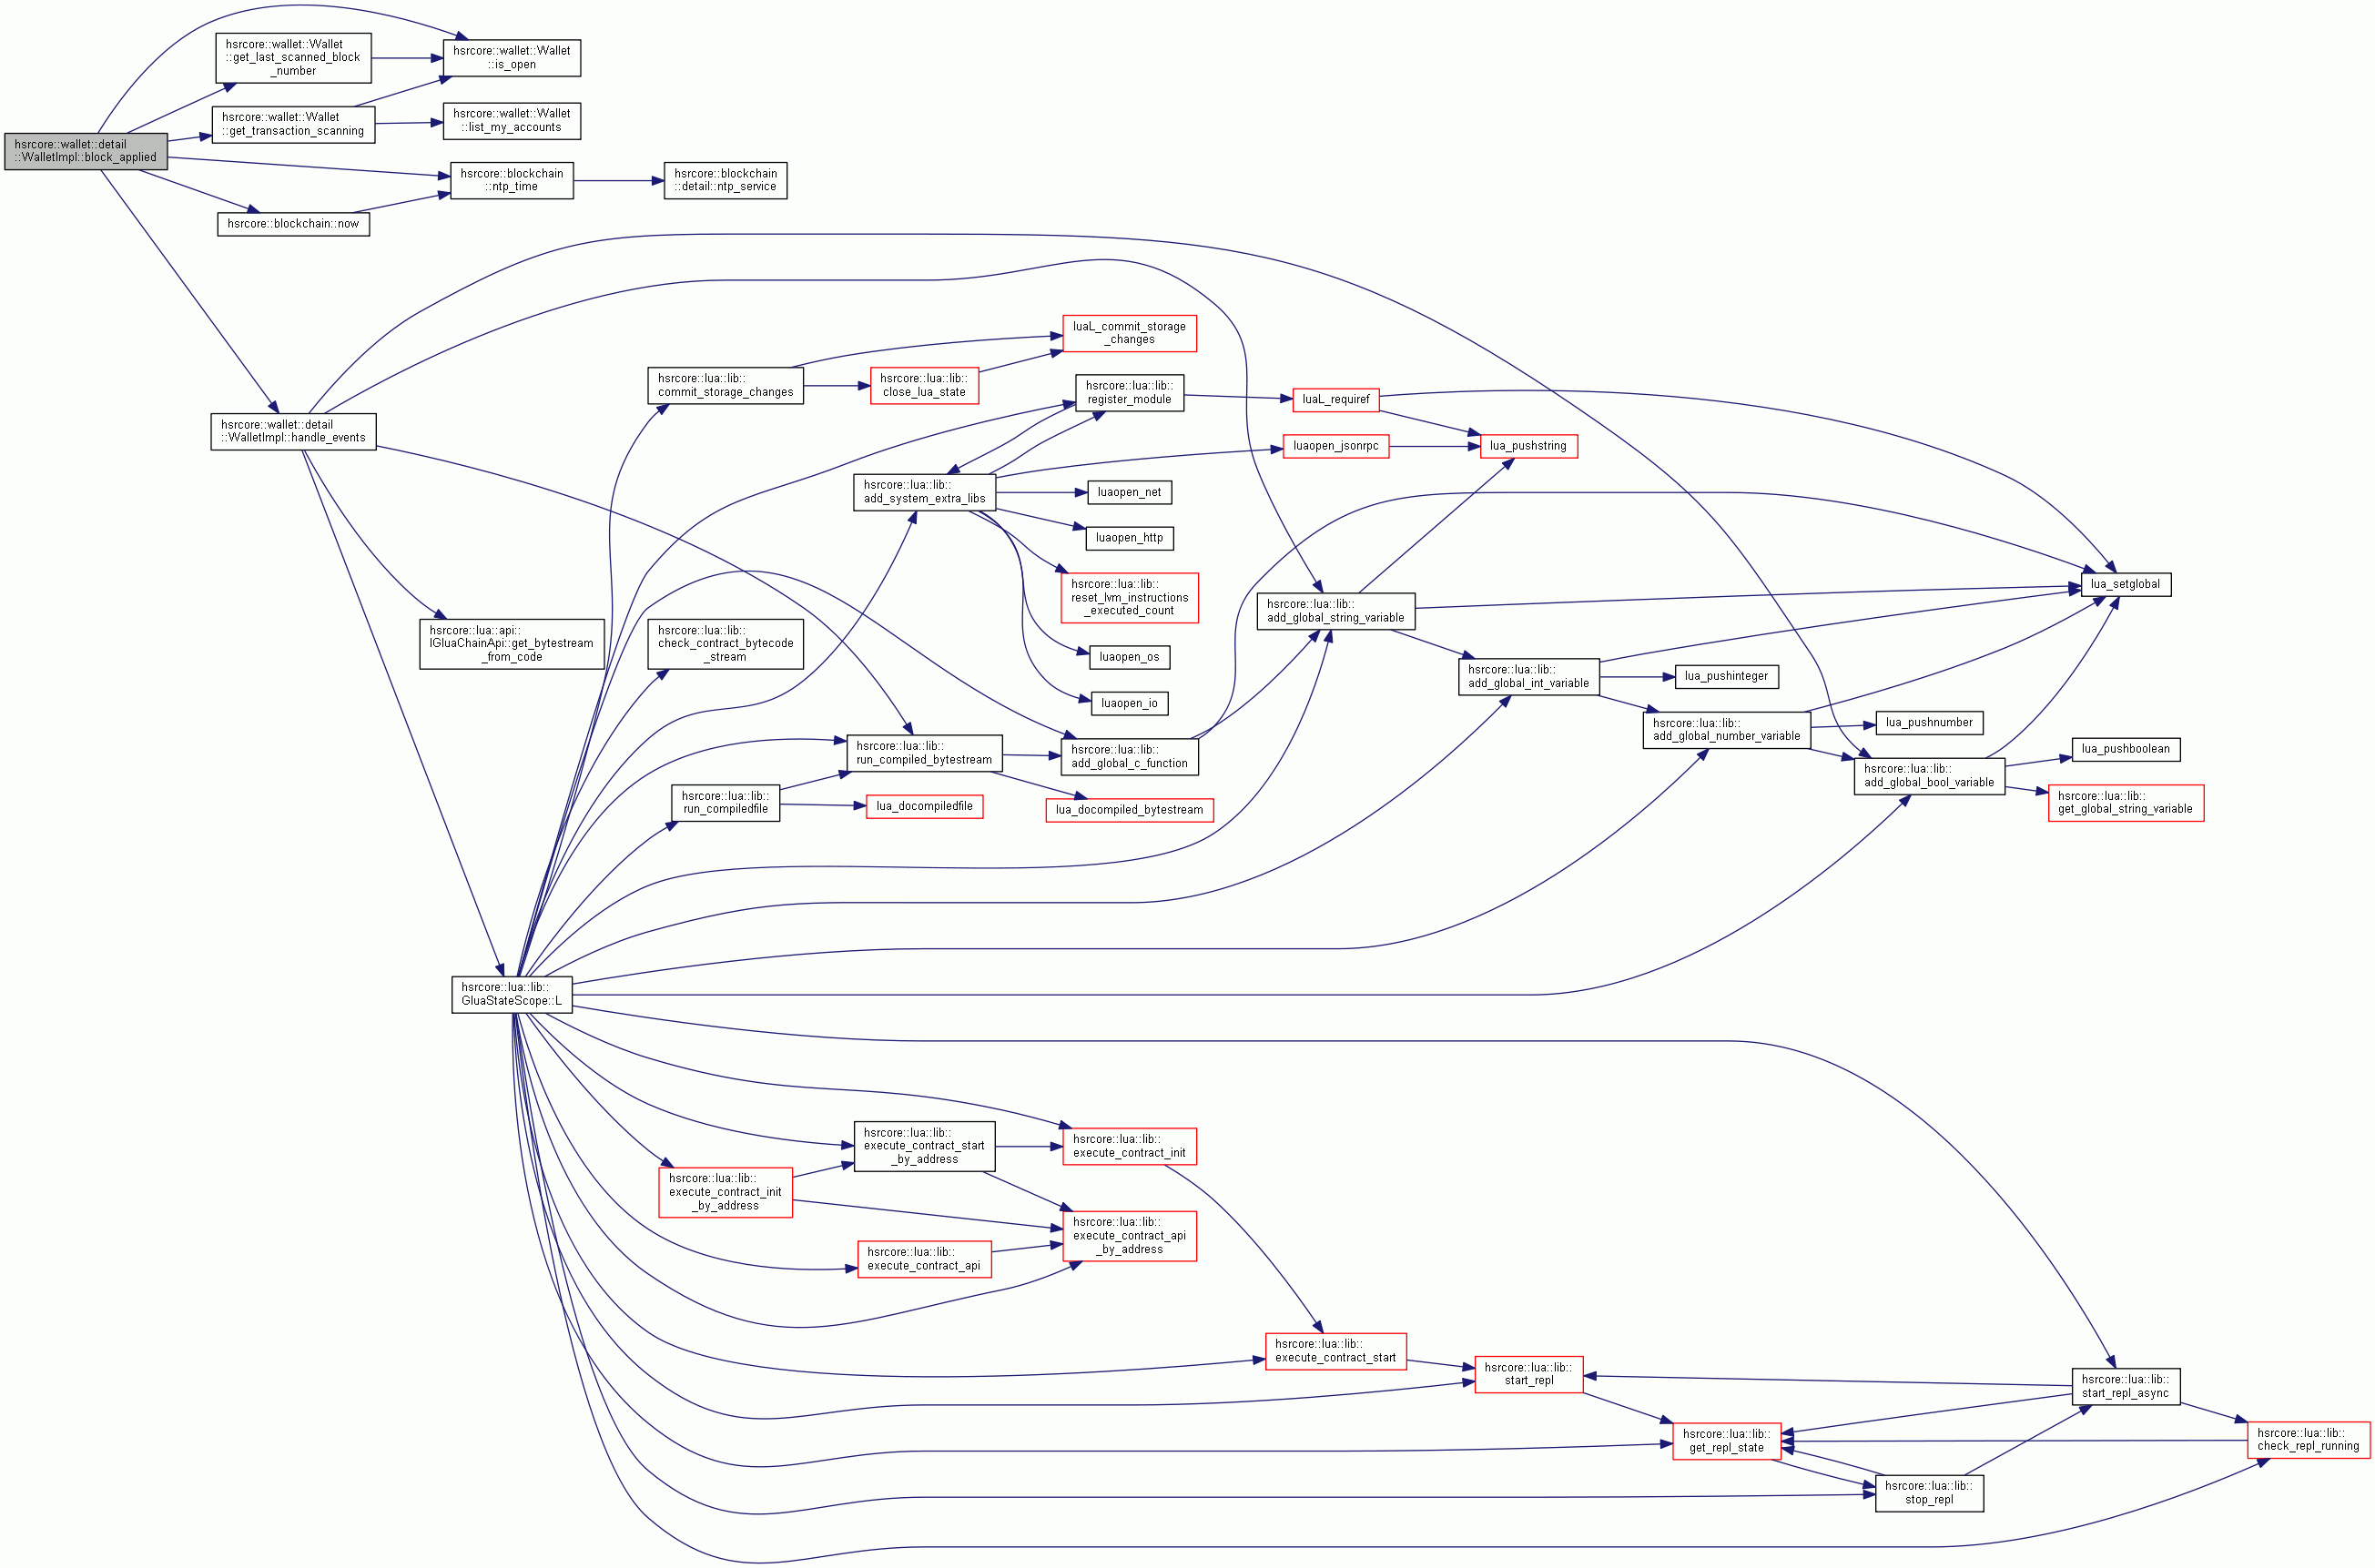 hsrcore::wallet::detail
::WalletImpl::block_applied
hsrcore::wallet::Wallet
::get_last_scanned_block
_number
hsrcore::wallet::Wallet
::is_open
hsrcore::wallet::Wallet
::get_transaction_scanning
hsrcore::wallet::Wallet
::list_my_accounts
hsrcore::blockchain
::ntp_time
hsrcore::blockchain
::detail::ntp_service
hsrcore::blockchain::now
hsrcore::wallet::detail
::WalletImpl::handle_events
hsrcore::lua::api::
IGluaChainApi::get_bytestream
_from_code
hsrcore::lua::lib::
GluaStateScope::L
hsrcore::lua::lib::
commit_storage_changes
hsrcore::lua::lib::
close_lua_state
luaL_commit_storage
_changes
hsrcore::lua::lib::
register_module
luaL_requiref
luaopen_jsonrpc
lua_pushstring
hsrcore::lua::lib::
add_system_extra_libs
luaopen_net
luaopen_http
hsrcore::lua::lib::
reset_lvm_instructions
_executed_count
luaopen_os
luaopen_io
hsrcore::lua::lib::
check_contract_bytecode
_stream
hsrcore::lua::lib::
run_compiled_bytestream
hsrcore::lua::lib::
add_global_c_function
hsrcore::lua::lib::
run_compiledfile
lua_docompiledfile
lua_docompiled_bytestream
hsrcore::lua::lib::
add_global_string_variable
hsrcore::lua::lib::
add_global_int_variable
lua_pushinteger
hsrcore::lua::lib::
add_global_number_variable
lua_pushnumber
hsrcore::lua::lib::
add_global_bool_variable
lua_setglobal
lua_pushboolean
hsrcore::lua::lib::
get_global_string_variable
hsrcore::lua::lib::
execute_contract_start
_by_address
hsrcore::lua::lib::
execute_contract_init
hsrcore::lua::lib::
execute_contract_init
_by_address
hsrcore::lua::lib::
execute_contract_api
_by_address
hsrcore::lua::lib::
execute_contract_api
hsrcore::lua::lib::
execute_contract_start
hsrcore::lua::lib::
start_repl
hsrcore::lua::lib::
get_repl_state
hsrcore::lua::lib::
stop_repl
hsrcore::lua::lib::
start_repl_async
hsrcore::lua::lib::
check_repl_running